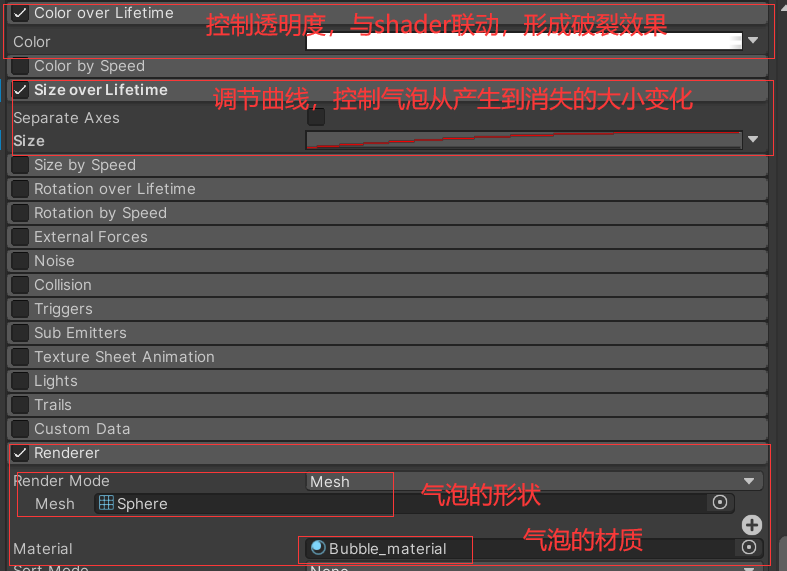 Color over Lifetime
控制透明度，与shader联动，形成破裂效果
Color
Color by Speed
Size over Lifetime
调节曲线，控制气泡从产生到消失的大小变化
Separate Axes
Size
Size by Speed
Rotation over Lifetime
Rotation by Speed
External Forces
Noise
Collision
Triggers
Sub Emitters
Texture Sheet Animation
Lights
Trails
Custom Data
Renderer
Render Mode Mesh
气泡的形状
Mesh Sphere
气泡的材质
Material Bubble_material
Sort Mode None